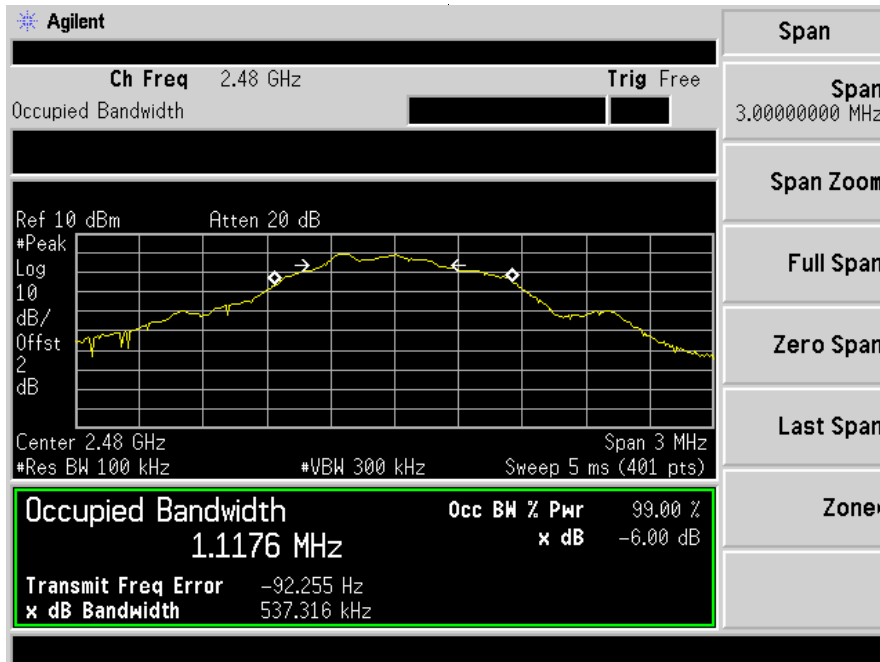 Agilent
Span
Ch Freq 2.48 GHz Trig Free
Occupied Bandwidth
Span
3.00000000 MHz
Span Zoom
Ref 10 dBm Atten 20 dB
#Peak
Log
10
dB/
Offst
2
dB
Full Span
Zero Span
Last Span
Center 2.48 GHz Span 3 MHz
#Res BW 100 kHz #VBW 300 kHz Sweep 5 ms (401 pts)
Occupied Bandwidth
1.1176 MHz
Occ BW % Pwr 99.00 %
x dB -6.00 dB
Zone
Transmit Freq Error -92.255 Hz
x dB Bandwidth 537.316 kHz